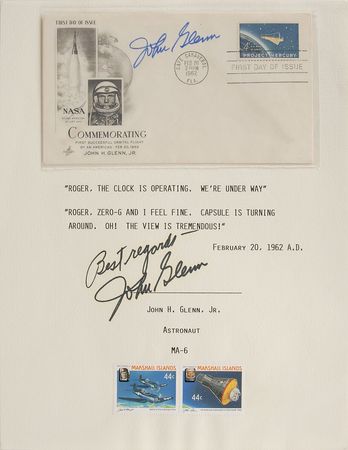 FIRST DAY OF ISSUE
John Glenn
CAPE CANAVERAL
FEB 20
1962
FLA.
4¢
U.S. POSTAGE
PROJECT MERCURY
FIRST DAY OF ISSUE
NASA
COMMEMORATING
FIRST SUCCESSFUL ORBITAL FLIGHT
BY AN AMERICAN: FEB. 20, 1962
JOHN H. GLENN, JR.
"ROGER, THE CLOCK IS OPERATING. WE'RE UNDER WAY"
"ROGER, ZERO-G AND I FEEL FINE. CAPSULE IS TURNING
AROUND. OH! THE VIEW IS TREMENDOUS!"
FEBRUARY 20, 1962 A.D.
Best regards—
John Glenn
JOHN H. GLENN, JR.
ASTRONAUT
MA-6
MARSHALL ISLANDS
44c
MARSHALL ISLANDS
44c